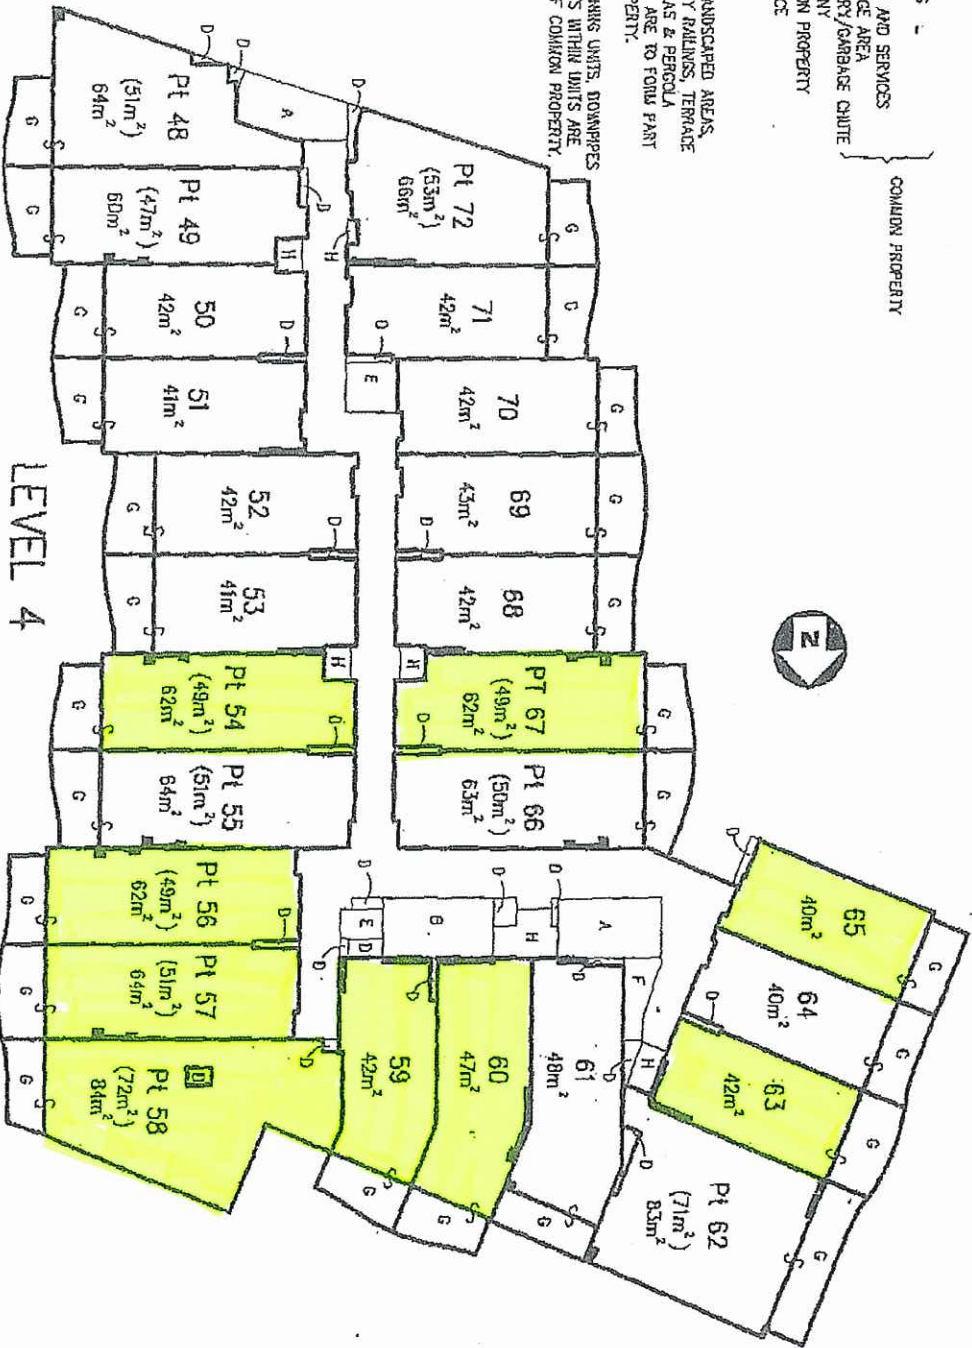 AND SERVICES
GE AREA
RY/GARBAGE CHUTE
NY
ON PROPERTY
CE
COMMON PROPERTY
ANDSCAPED AREAS,
Y RAILINGS, TERRACE
AS & PERGOLA
ARE TO FORM PART
PERTY.
NING UNITS, DOWNPIPES
S WITHIN UNITS ARE
F COMMON PROPERTY.
N
Pt 72
(53m²)
66m²
71
42m²
70
42m²
69
43m²
68
42m²
PT 67
(49m²)
62m²
Pt 66
(50m²)
63m²
65
40m²
64
40m²
63
42m²
Pt 62
(71m²)
83m²
61
48m²
60
47m²
59
42m²
Pt 58
(72m²)
84m²
Pt 57
(51m²)
64m²
Pt 56
(49m²)
62m²
Pt 55
(51m²)
64m²
Pt 54
(49m²)
62m²
53
41m²
52
42m²
51
41m²
50
42m²
Pt 49
(47m²)
60m²
Pt 48
(51m²)
64m²
A
B
D
E
F
G
H
A
H
E
D
G
S
LEVEL 4